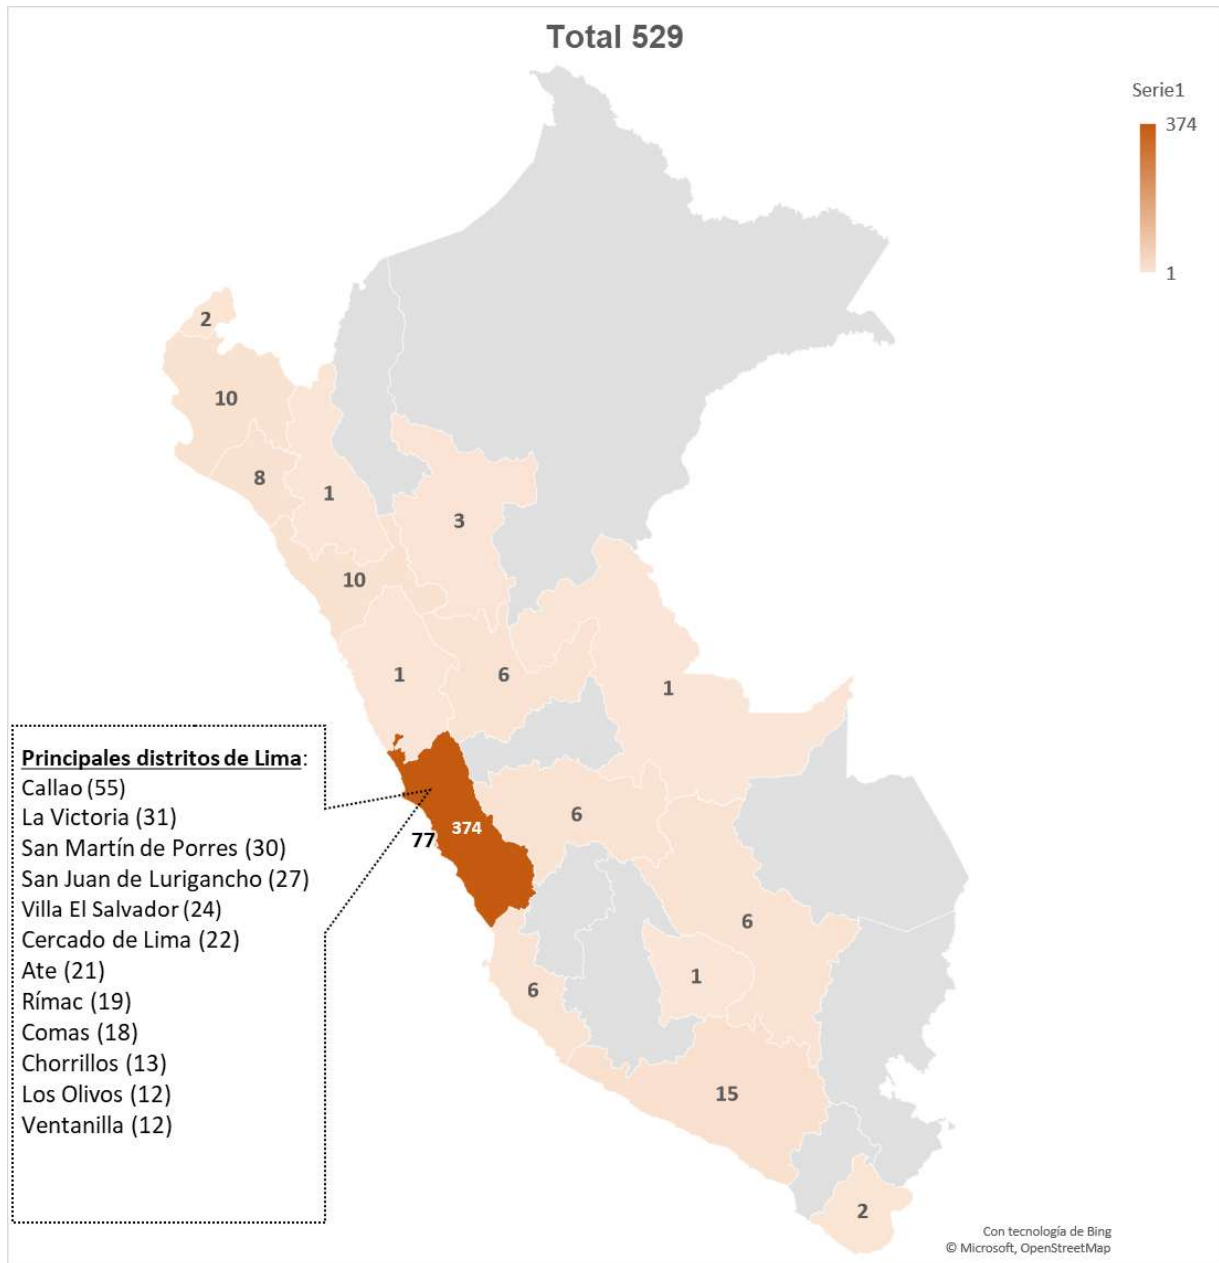 Total 529
Serie1
374
1
2
10
8
1
3
10
1
6
1
Principales distritos de Lima:
Callao (55)
La Victoria (31)
San Martín de Porres (30)
San Juan de Lurigancho (27)
Villa El Salvador (24)
Cercado de Lima (22)
Ate (21)
Rímac (19)
Comas (18)
Chorrillos (13)
Los Olivos (12)
Ventanilla (12)
77
374
6
6
1
6
15
2
Con tecnología de Bing
© Microsoft, OpenStreetMap